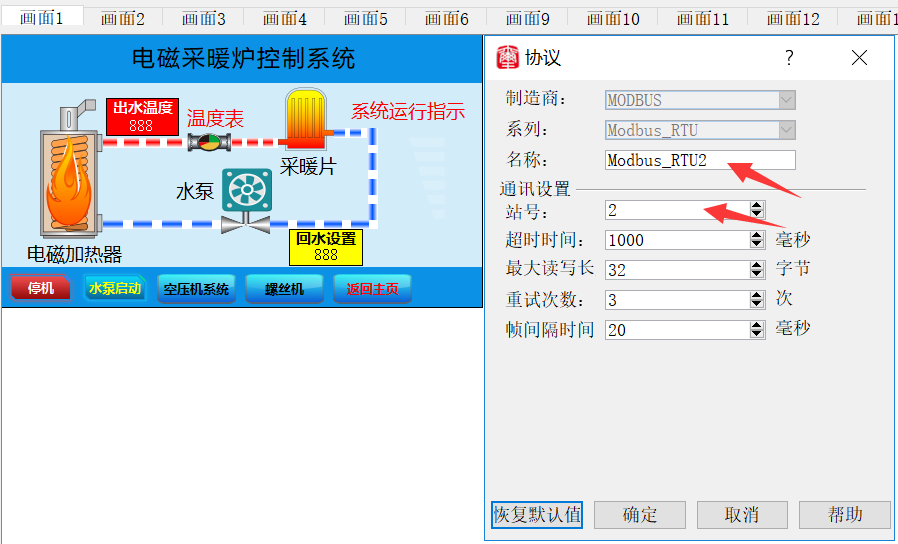 画面1 画面2 画面3 画面4 画面5 画面6 画面9 画面10 画面11 画面12 画面1
电磁采暖炉控制系统
出水温度
888
温度表
系统运行指示
采暖片
水泵
回水设置
888
电磁加热器
停机 水泵启动 空压机系统 螺丝机 返回主页
协议 ?
制造商: MODBUS
系列: Modbus_RTU
名称: Modbus_RTU2
通讯设置
站号: 2
超时时间: 1000 毫秒
最大读写长 32 字节
重试次数: 3 次
帧间隔时间 20 毫秒
恢复默认值 确定 取消 帮助